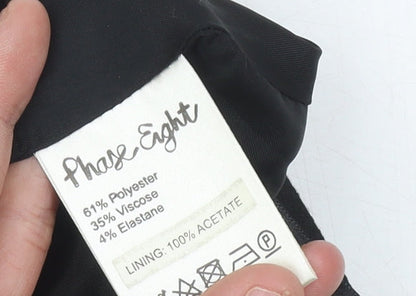 Phase Eight
61% Polyester
35% Viscose
4% Elastane
LINING: 100% ACETATE
P